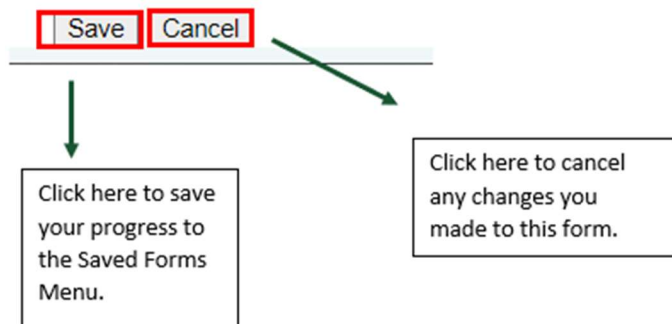 Save Cancel
Click here to save
your progress to
the Saved Forms
Menu.
Click here to cancel
any changes you
made to this form.